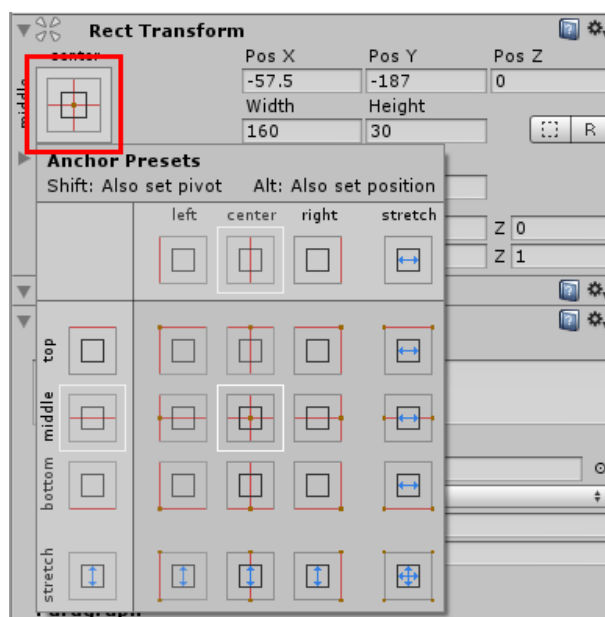 Rect Transform
center
Pos X Pos Y Pos Z
-57.5 -187 0
middle
Width Height
160 30
R
Anchor Presets
Shift: Also set pivot Alt: Also set position
left center right stretch
Z 0
Z 1
top
middle
bottom
stretch
Paragraph